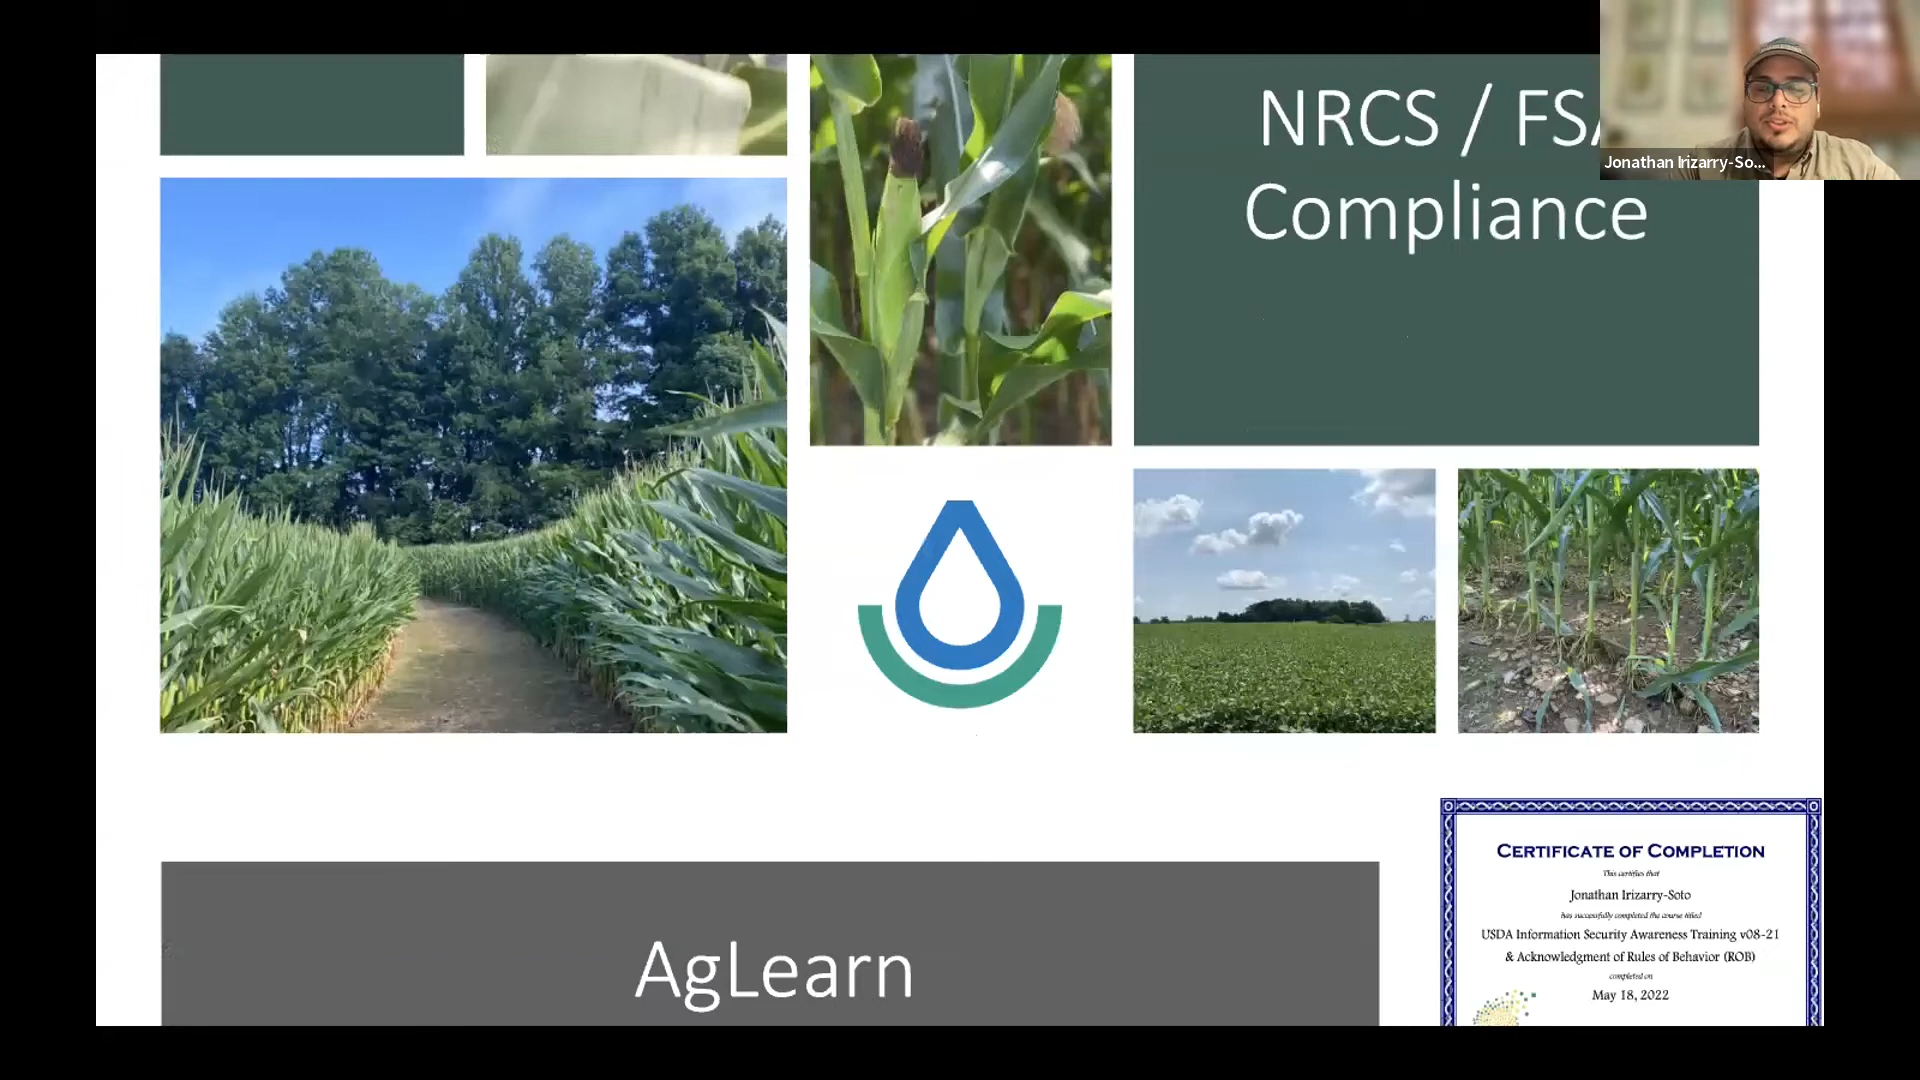 NRCS / FSA
Compliance
Jonathan Irizarry-So...
CERTIFICATE OF COMPLETION
This certifies that
Jonathan Irizarry-Soto
has successfully completed the course titled
USDA Information Security Awareness Training v08-21
& Acknowledgment of Rules of Behavior (ROB)
completed on
May 18, 2022
AgLearn